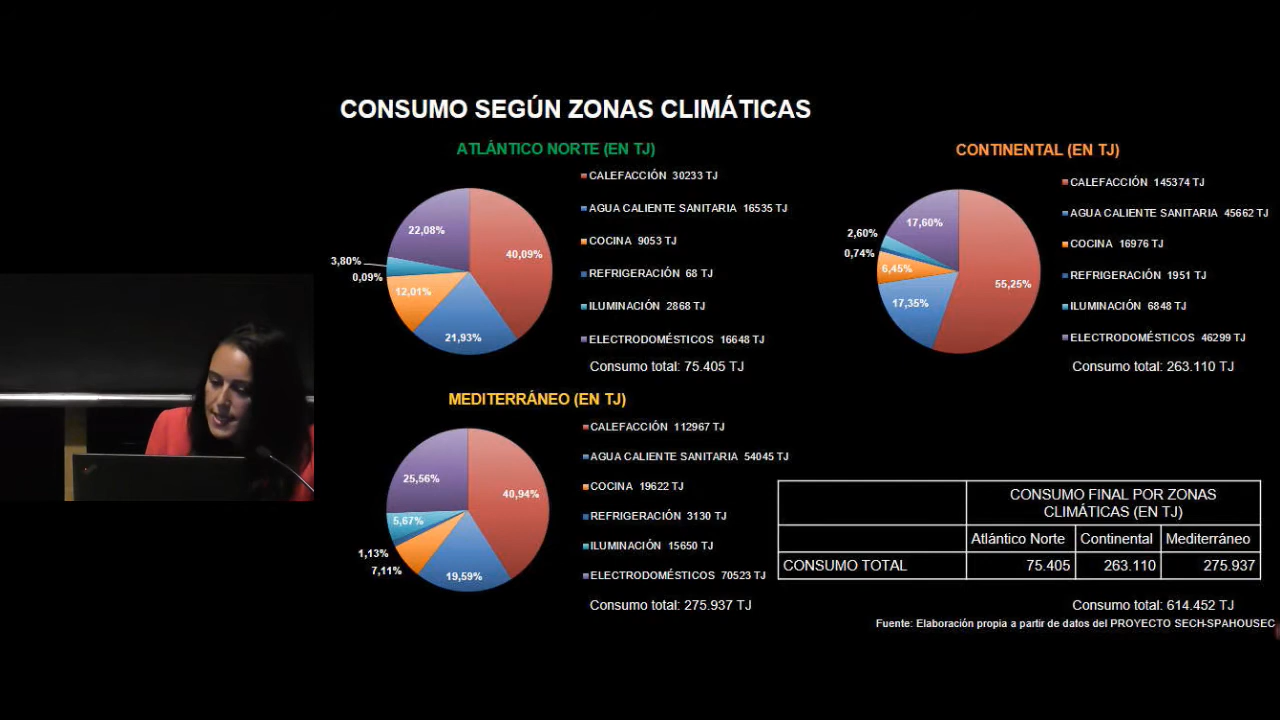 CONSUMO SEGÚN ZONAS CLIMÁTICAS
ATLÁNTICO NORTE (EN TJ)
22,08%
40,09%
3,80%
0,09%
12,01%
21,93%
CALEFACCIÓN 30233 TJ
AGUA CALIENTE SANITARIA 16535 TJ
COCINA 9053 TJ
REFRIGERACIÓN 68 TJ
ILUMINACIÓN 2868 TJ
ELECTRODOMÉSTICOS 16648 TJ
Consumo total: 75.405 TJ
CONTINENTAL (EN TJ)
17,60%
2,60%
0,74%
6,45%
55,25%
17,35%
CALEFACCIÓN 145374 TJ
AGUA CALIENTE SANITARIA 45662 TJ
COCINA 16976 TJ
REFRIGERACIÓN 1951 TJ
ILUMINACIÓN 6848 TJ
ELECTRODOMÉSTICOS 46299 TJ
Consumo total: 263.110 TJ
MEDITERRÁNEO (EN TJ)
25,56%
40,94%
5,67%
1,13%
7,11%
19,59%
CALEFACCIÓN 112967 TJ
AGUA CALIENTE SANITARIA 54045 TJ
COCINA 19622 TJ
REFRIGERACIÓN 3130 TJ
ILUMINACIÓN 15650 TJ
ELECTRODOMÉSTICOS 70523 TJ
Consumo total: 275.937 TJ
CONSUMO FINAL POR ZONAS
CLIMÁTICAS (EN TJ)
Atlántico Norte Continental Mediterráneo
CONSUMO TOTAL 75.405 263.110 275.937
Consumo total: 614.452 TJ
Fuente: Elaboración propia a partir de datos del PROYECTO SECH-SPAHOUSEC